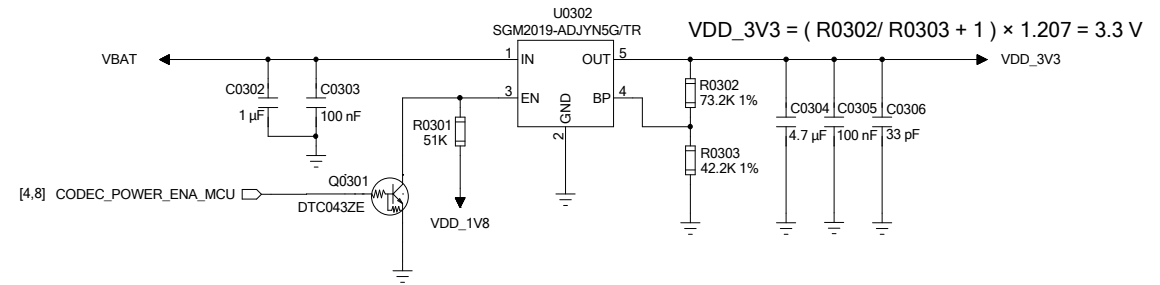 U0302
SGM2019-ADJYN5G/TR
VDD_3V3 = ( R0302/ R0303 + 1 ) × 1.207 = 3.3 V
VBAT
1 IN
OUT 5
VDD_3V3
C0302
1 µF
C0303
100 nF
3 EN
BP 4
GND
2
R0302
73.2K 1%
R0301
51K
C0304
4.7 µF
C0305
100 nF
C0306
33 pF
R0303
42.2K 1%
[4,8] CODEC_POWER_ENA_MCU
Q0301
DTC043ZE
VDD_1V8